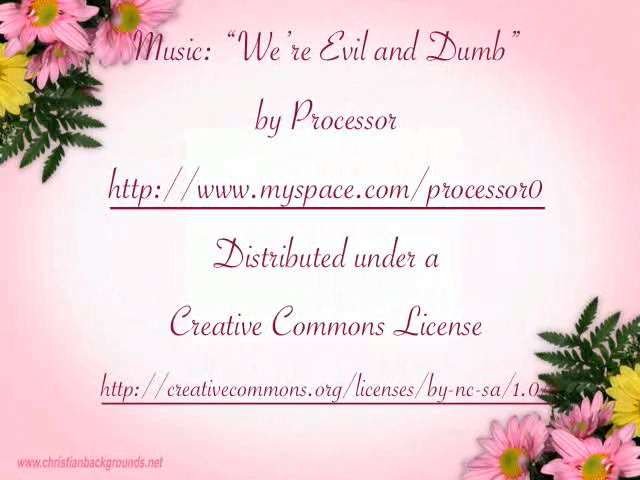 Music: “We’re Evil and Dumb”
by Processor
http://www.myspace.com/processor0
Distributed under a
Creative Commons License
http://creativecommons.org/licenses/by-nc-sa/1.0
www.christianbackgrounds.net